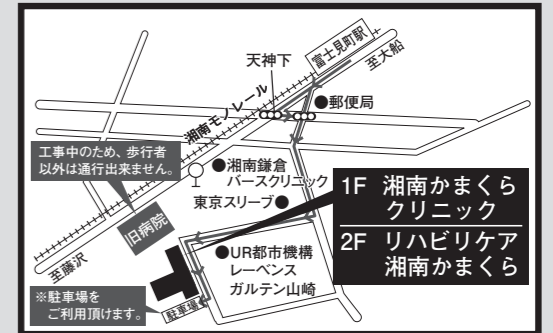 富士見町駅
至大船
天神下
●郵便局
湘南モノレール
工事中のため、歩行者
以外は通行出来ません。
●湘南鎌倉
バースクリニック
東京スリーブ●
旧病院
至藤沢
1F 湘南かまくら
クリニック
2F リハビリケア
湘南かまくら
●UR都市機構
レーベンス
ガルテン山崎
※駐車場を
ご利用頂けます。
駐車場